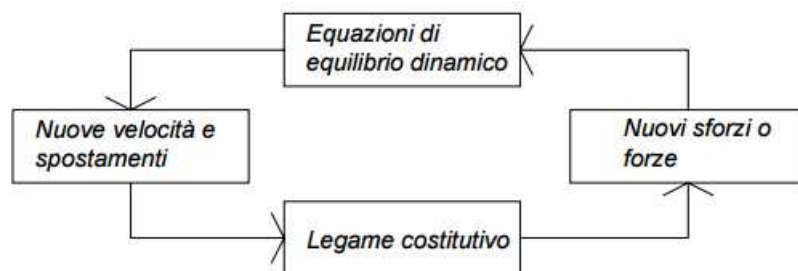 Equazioni di
equilibrio dinamico
Nuove velocità e
spostamenti
Nuovi sforzi o
forze
Legame costitutivo